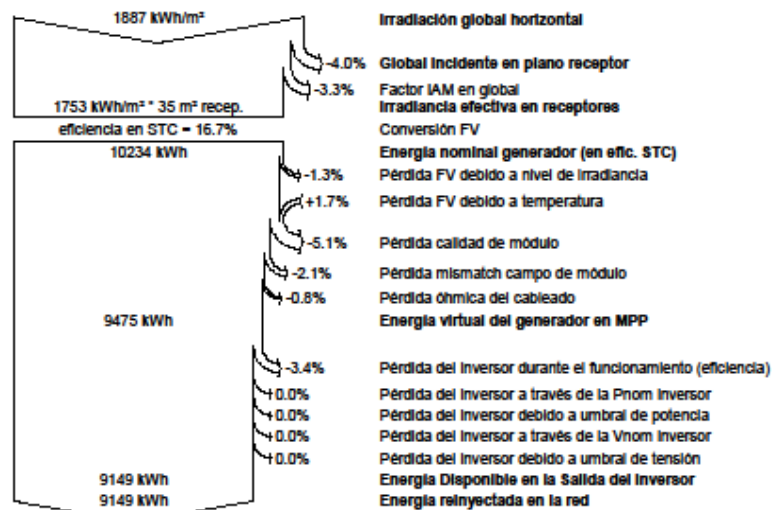 1887 kWh/m² Irradiación global horizontal
-4.0% Global incidente en plano receptor
-3.3% Factor IAM en global
1753 kWh/m² * 35 m² recep. Irradiancia efectiva en receptores
eficiencia en STC = 16.7% Conversión FV
10234 kWh Energía nominal generador (en efic. STC)
-1.3% Pérdida FV debido a nivel de irradiancia
+1.7% Pérdida FV debido a temperatura
-5.1% Pérdida calidad de módulo
-2.1% Pérdida mismatch campo de módulo
-0.8% Pérdida óhmica del cableado
9475 kWh Energía virtual del generador en MPP
-3.4% Pérdida del inversor durante el funcionamiento (eficiencia)
0.0% Pérdida del inversor a través de la Pnom inversor
0.0% Pérdida del inversor debido a umbral de potencia
0.0% Pérdida del inversor a través de la Vnom inversor
0.0% Pérdida del inversor debido a umbral de tensión
9149 kWh Energía Disponible en la Salida del Inversor
9149 kWh Energía reinyectada en la red